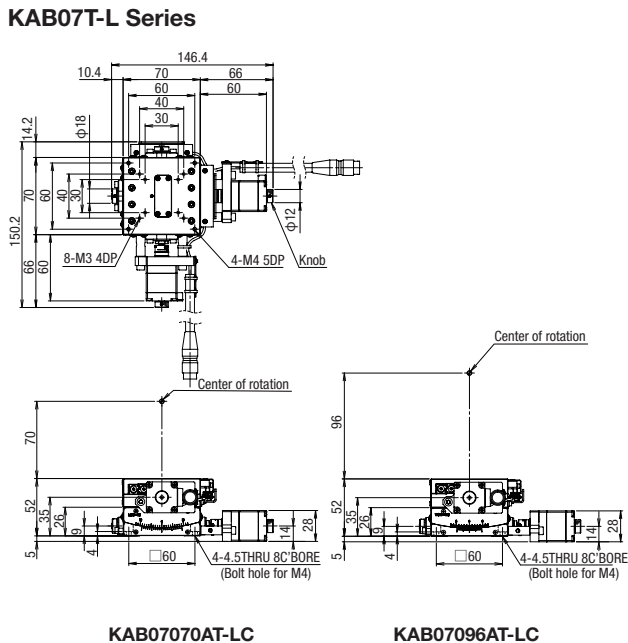 KAB07T-L Series
146.4
10.4
70
66
60
60
40
30
14.2
φ18
150.2
70
60
40
30
φ12
66
60
8-M3 4DP
4-M4 5DP
Knob
Center of rotation
70
52
35
26
9
4
5
14
28
□60
4-4.5THRU 8C'BORE
(Bolt hole for M4)
Center of rotation
96
52
35
26
9
4
5
14
28
□60
4-4.5THRU 8C'BORE
(Bolt hole for M4)
KAB07070AT-LC
KAB07096AT-LC